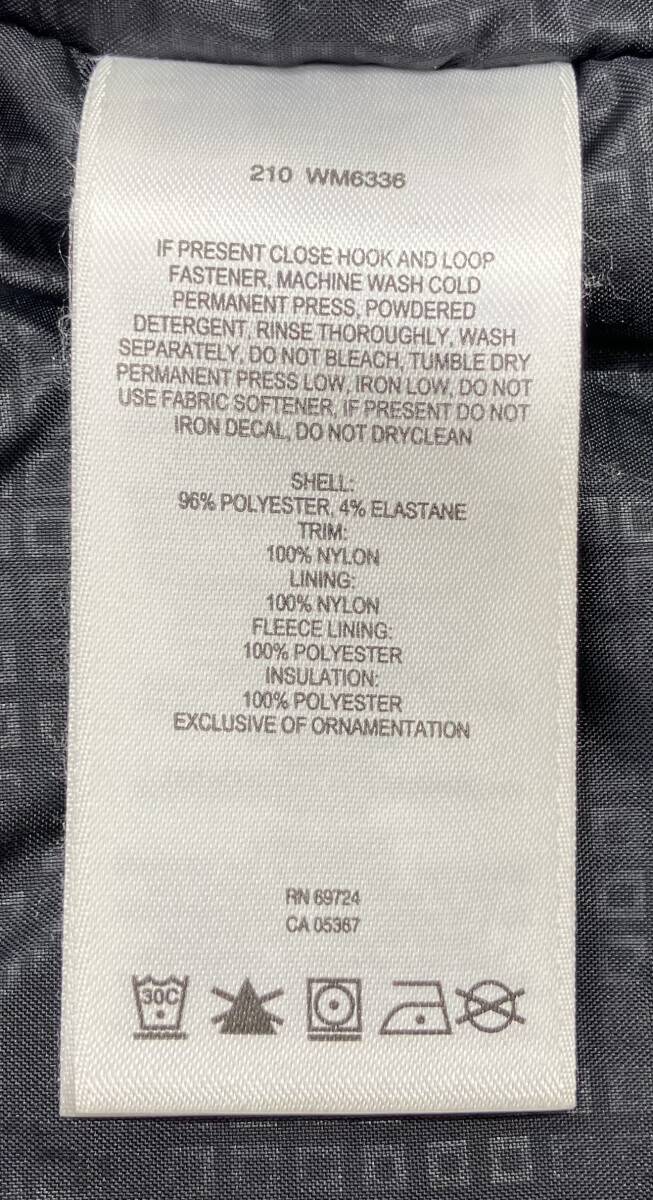 210 WM6336
IF PRESENT CLOSE HOOK AND LOOP
FASTENER, MACHINE WASH COLD
PERMANENT PRESS, POWDERED
DETERGENT, RINSE THOROUGHLY, WASH
SEPARATELY, DO NOT BLEACH, TUMBLE DRY
PERMANENT PRESS LOW, IRON LOW, DO NOT
USE FABRIC SOFTENER, IF PRESENT DO NOT
IRON DECAL, DO NOT DRYCLEAN
SHELL:
96% POLYESTER, 4% ELASTANE
TRIM:
100% NYLON
LINING:
100% NYLON
FLEECE LINING:
100% POLYESTER
INSULATION:
100% POLYESTER
EXCLUSIVE OF ORNAMENTATION
RN 69724
CA 05367
30C